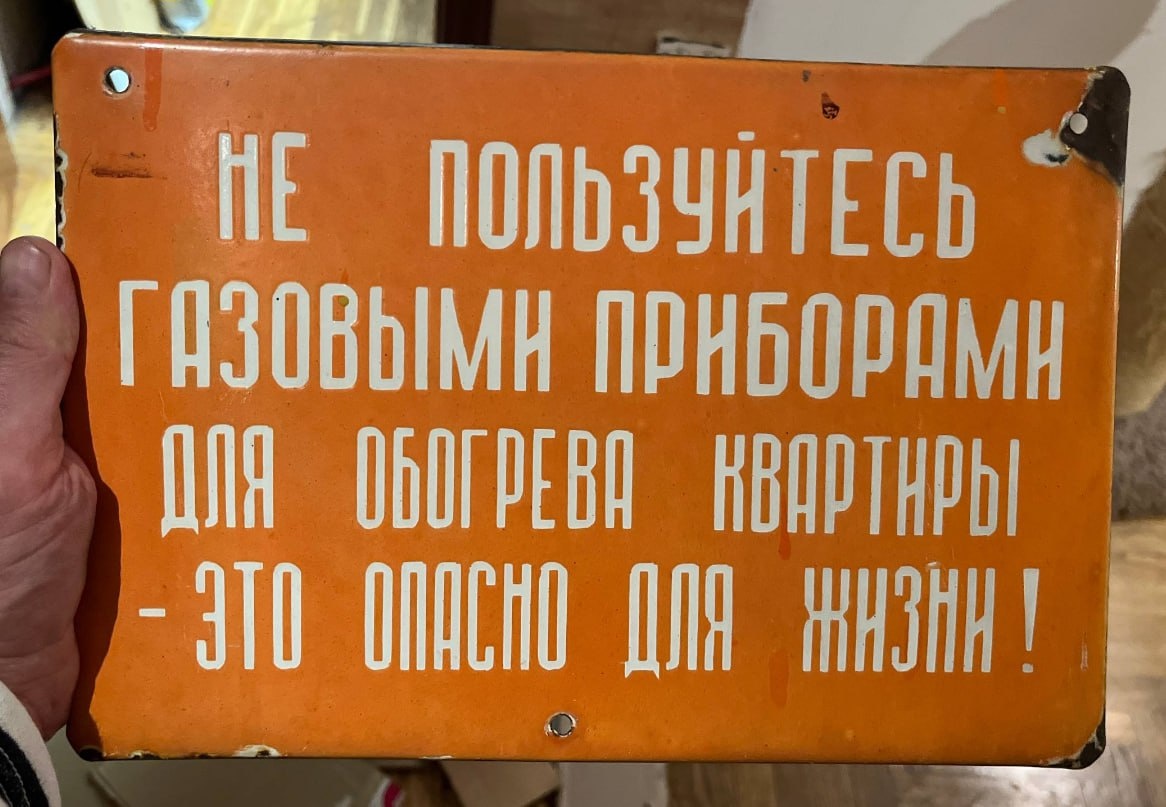 НЕ ПОЛЬЗУЙТЕСЬ
ГАЗОВЫМИ ПРИБОРАМИ
ДЛЯ ОБОГРЕВА КВАРТИРЫ
- ЭТО ОПАСНО ДЛЯ ЖИЗНИ!